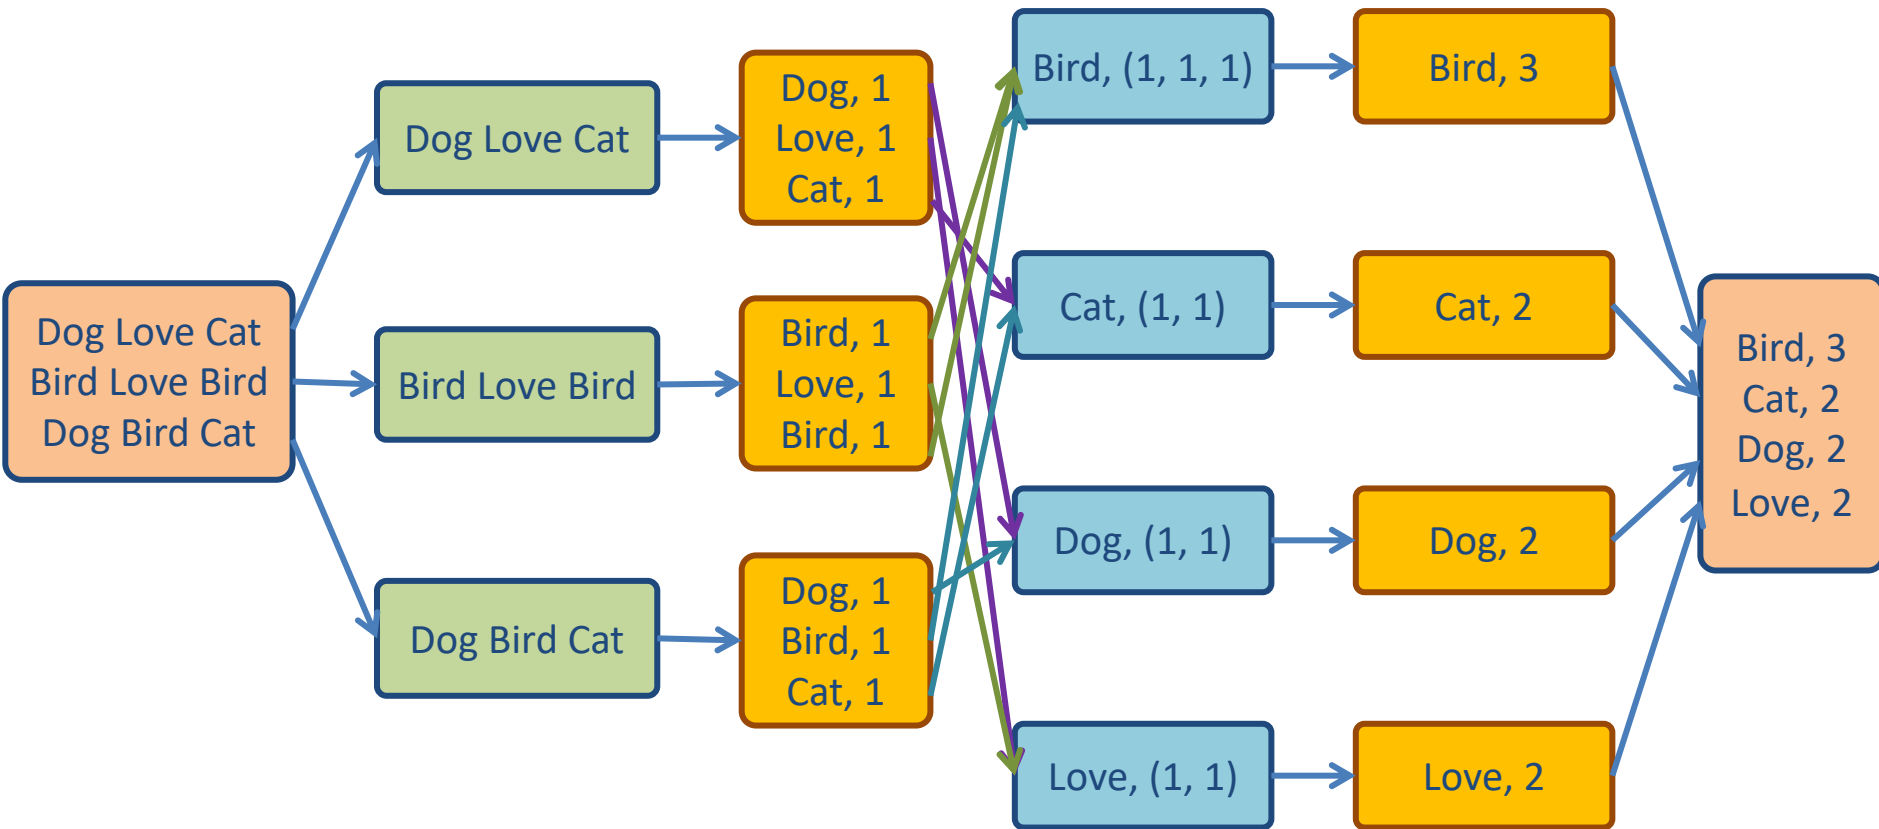 Dog Love Cat
Bird Love Bird
Dog Bird Cat
Dog Love Cat
Bird Love Bird
Dog Bird Cat
Dog, 1
Love, 1
Cat, 1
Bird, 1
Love, 1
Bird, 1
Dog, 1
Bird, 1
Cat, 1
Bird, (1, 1, 1)
Cat, (1, 1)
Dog, (1, 1)
Love, (1, 1)
Bird, 3
Cat, 2
Dog, 2
Love, 2
Bird, 3
Cat, 2
Dog, 2
Love, 2